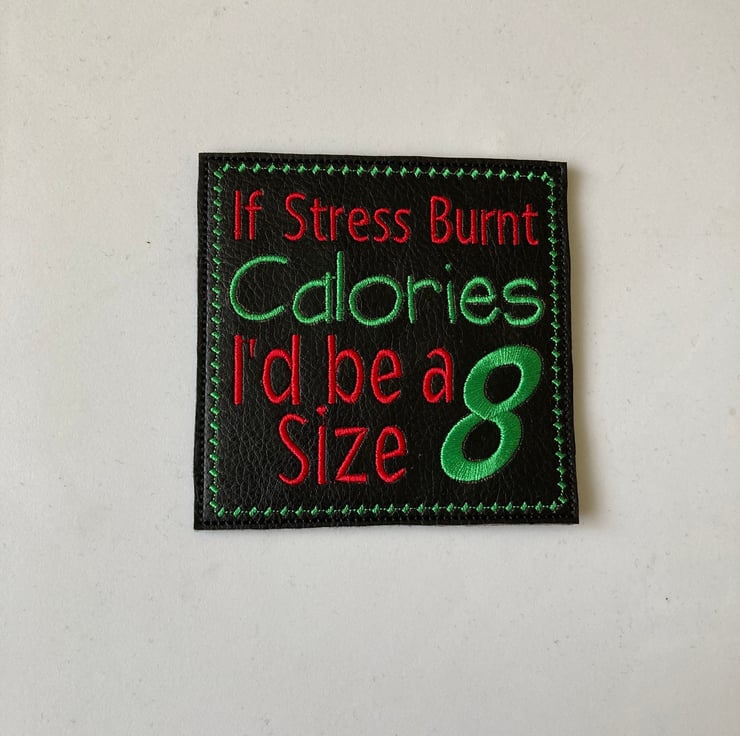 If Stress Burnt
Calories
I'd be a 8
Size